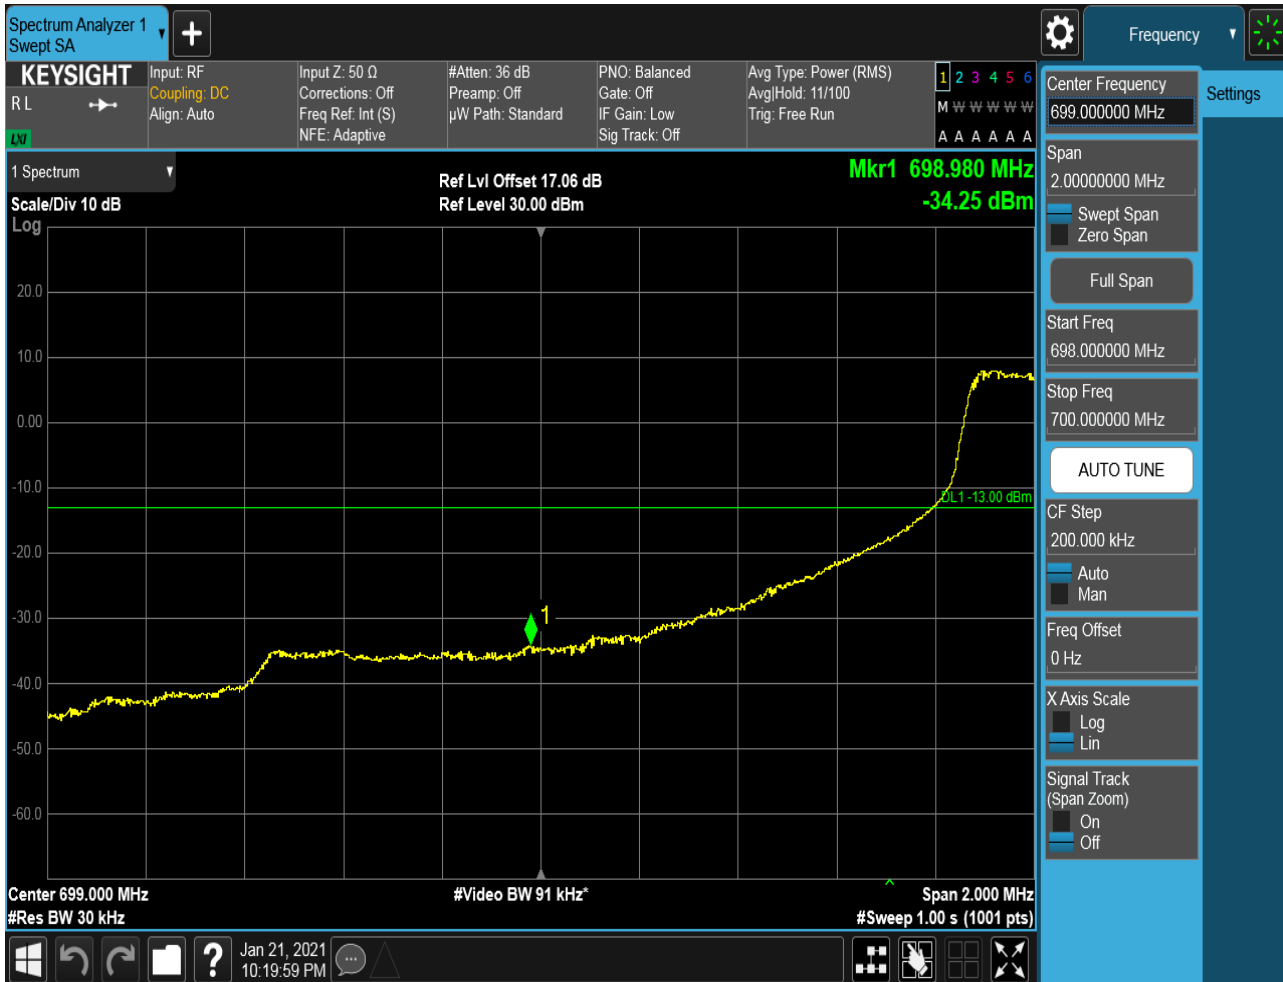 Spectrum Analyzer 1
Swept SA
Frequency
KEYSIGHT
R L
LXI
Input: RF
Coupling: DC
Align: Auto
Input Z: 50 Ω
Corrections: Off
Freq Ref: Int (S)
NFE: Adaptive
#Atten: 36 dB
Preamp: Off
µW Path: Standard
PNO: Balanced
Gate: Off
IF Gain: Low
Sig Track: Off
Avg Type: Power (RMS)
Avg|Hold: 11/100
Trig: Free Run
1 2 3 4 5 6
M W W W W W
A A A A A A
1 Spectrum
Scale/Div 10 dB
Log
Ref Lvl Offset 17.06 dB
Ref Level 30.00 dBm
Mkr1 698.980 MHz
-34.25 dBm
20.0
10.0
0.00
-10.0
DL1 -13.00 dBm
-20.0
-30.0
1
-40.0
-50.0
-60.0
Center 699.000 MHz
#Video BW 91 kHz*
Span 2.000 MHz
#Res BW 30 kHz
#Sweep 1.00 s (1001 pts)
Jan 21, 2021
10:19:59 PM
Center Frequency
699.000000 MHz
Settings
Span
2.00000000 MHz
Swept Span
Zero Span
Full Span
Start Freq
698.000000 MHz
Stop Freq
700.000000 MHz
AUTO TUNE
CF Step
200.000 kHz
Auto
Man
Freq Offset
0 Hz
X Axis Scale
Log
Lin
Signal Track
(Span Zoom)
On
Off